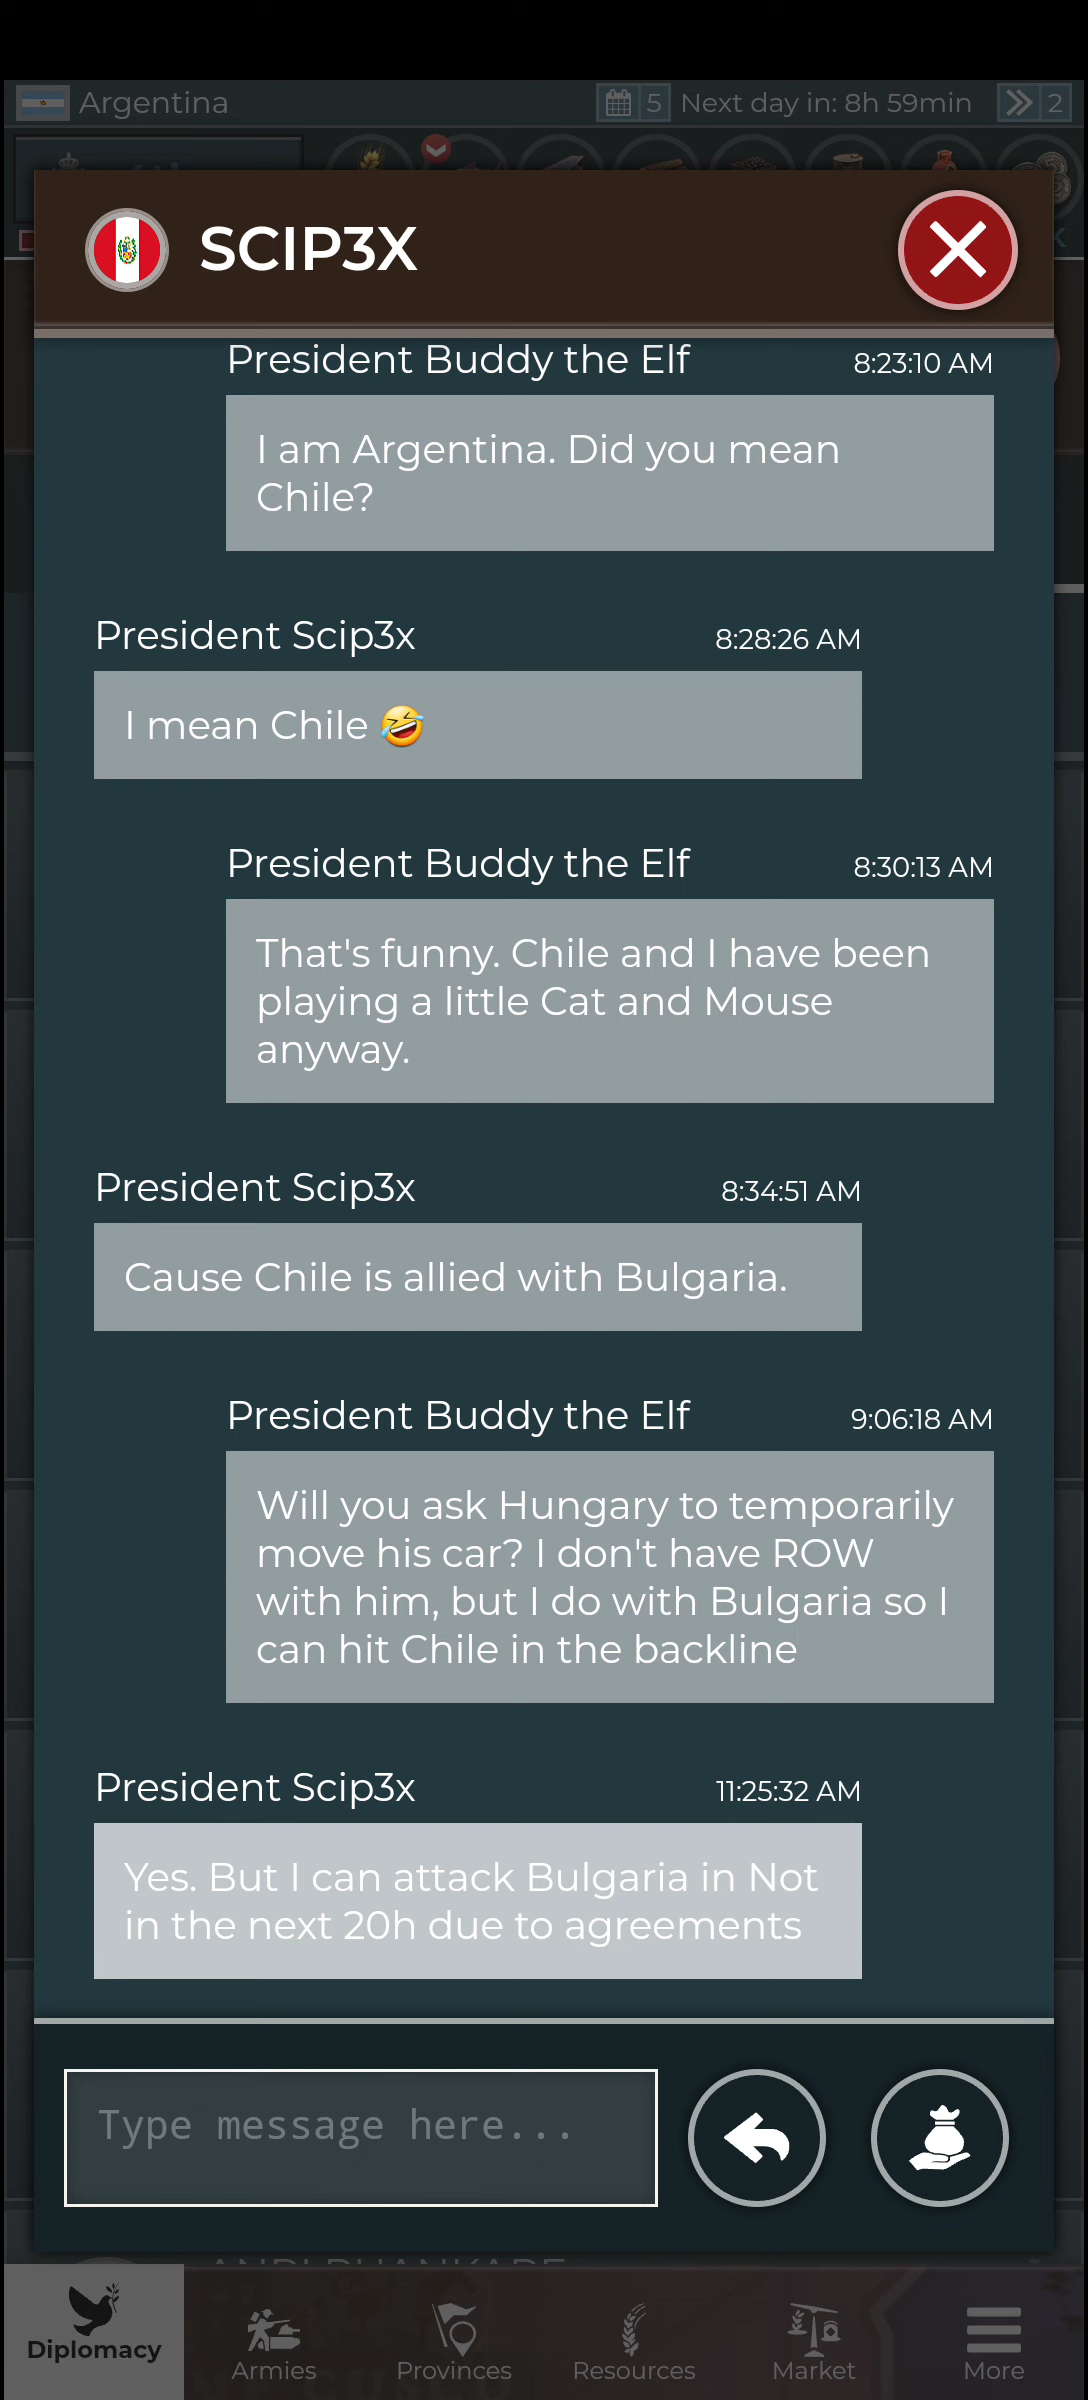 Argentina
5
Next day in: 8h 59min
2
SCIP3X
President Buddy the Elf
8:23:10 AM
I am Argentina. Did you mean
Chile?
President Scip3x
8:28:26 AM
I mean Chile 🤣
President Buddy the Elf
8:30:13 AM
That's funny. Chile and I have been
playing a little Cat and Mouse
anyway.
President Scip3x
8:34:51 AM
Cause Chile is allied with Bulgaria.
President Buddy the Elf
9:06:18 AM
Will you ask Hungary to temporarily
move his car? I don't have ROW
with him, but I do with Bulgaria so I
can hit Chile in the backline
President Scip3x
11:25:32 AM
Yes. But I can attack Bulgaria in Not
in the next 20h due to agreements
Type message here...
Diplomacy
Armies
Provinces
Resources
Market
More